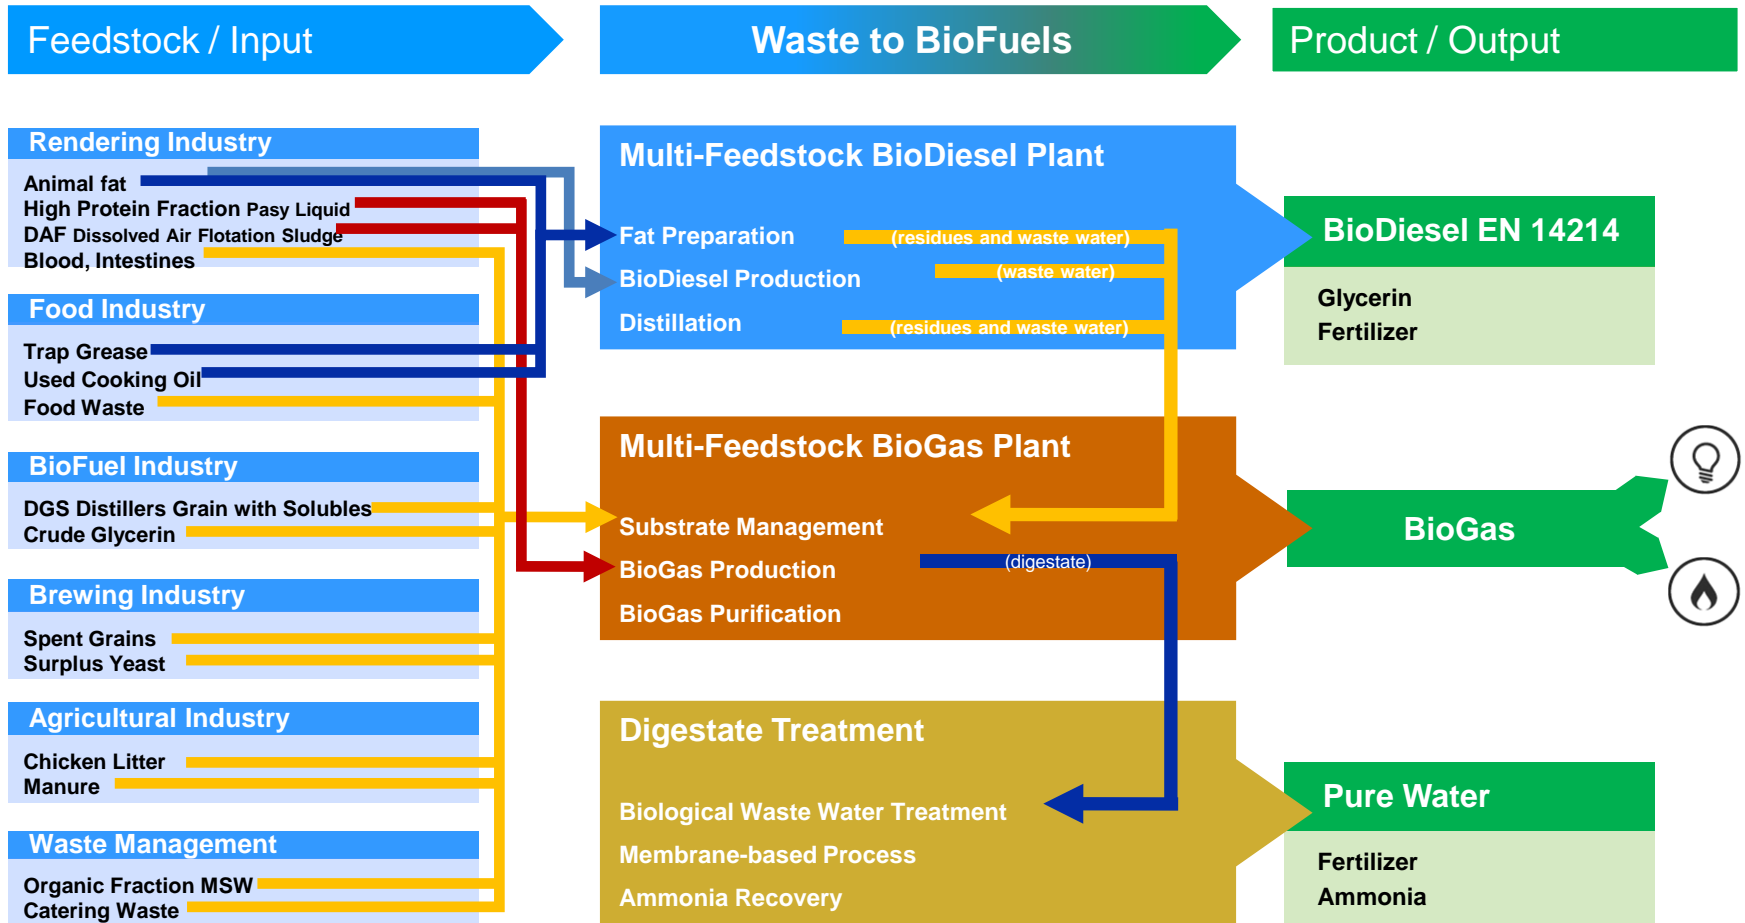 Feedstock / Input
Waste to BioFuels
Product / Output
Rendering Industry
Animal fat
High Protein Fraction Pasy Liquid
DAF Dissolved Air Flotation Sludge
Blood, Intestines
Food Industry
Trap Grease
Used Cooking Oil
Food Waste
BioFuel Industry
DGS Distillers Grain with Solubles
Crude Glycerin
Brewing Industry
Spent Grains
Surplus Yeast
Agricultural Industry
Chicken Litter
Manure
Waste Management
Organic Fraction MSW
Catering Waste
Multi-Feedstock BioDiesel Plant
Fat Preparation (residues and waste water)
BioDiesel Production (waste water)
Distillation (residues and waste water)
Multi-Feedstock BioGas Plant
Substrate Management
BioGas Production (digestate)
BioGas Purification
Digestate Treatment
Biological Waste Water Treatment
Membrane-based Process
Ammonia Recovery
BioDiesel EN 14214
Glycerin
Fertilizer
BioGas
Pure Water
Fertilizer
Ammonia